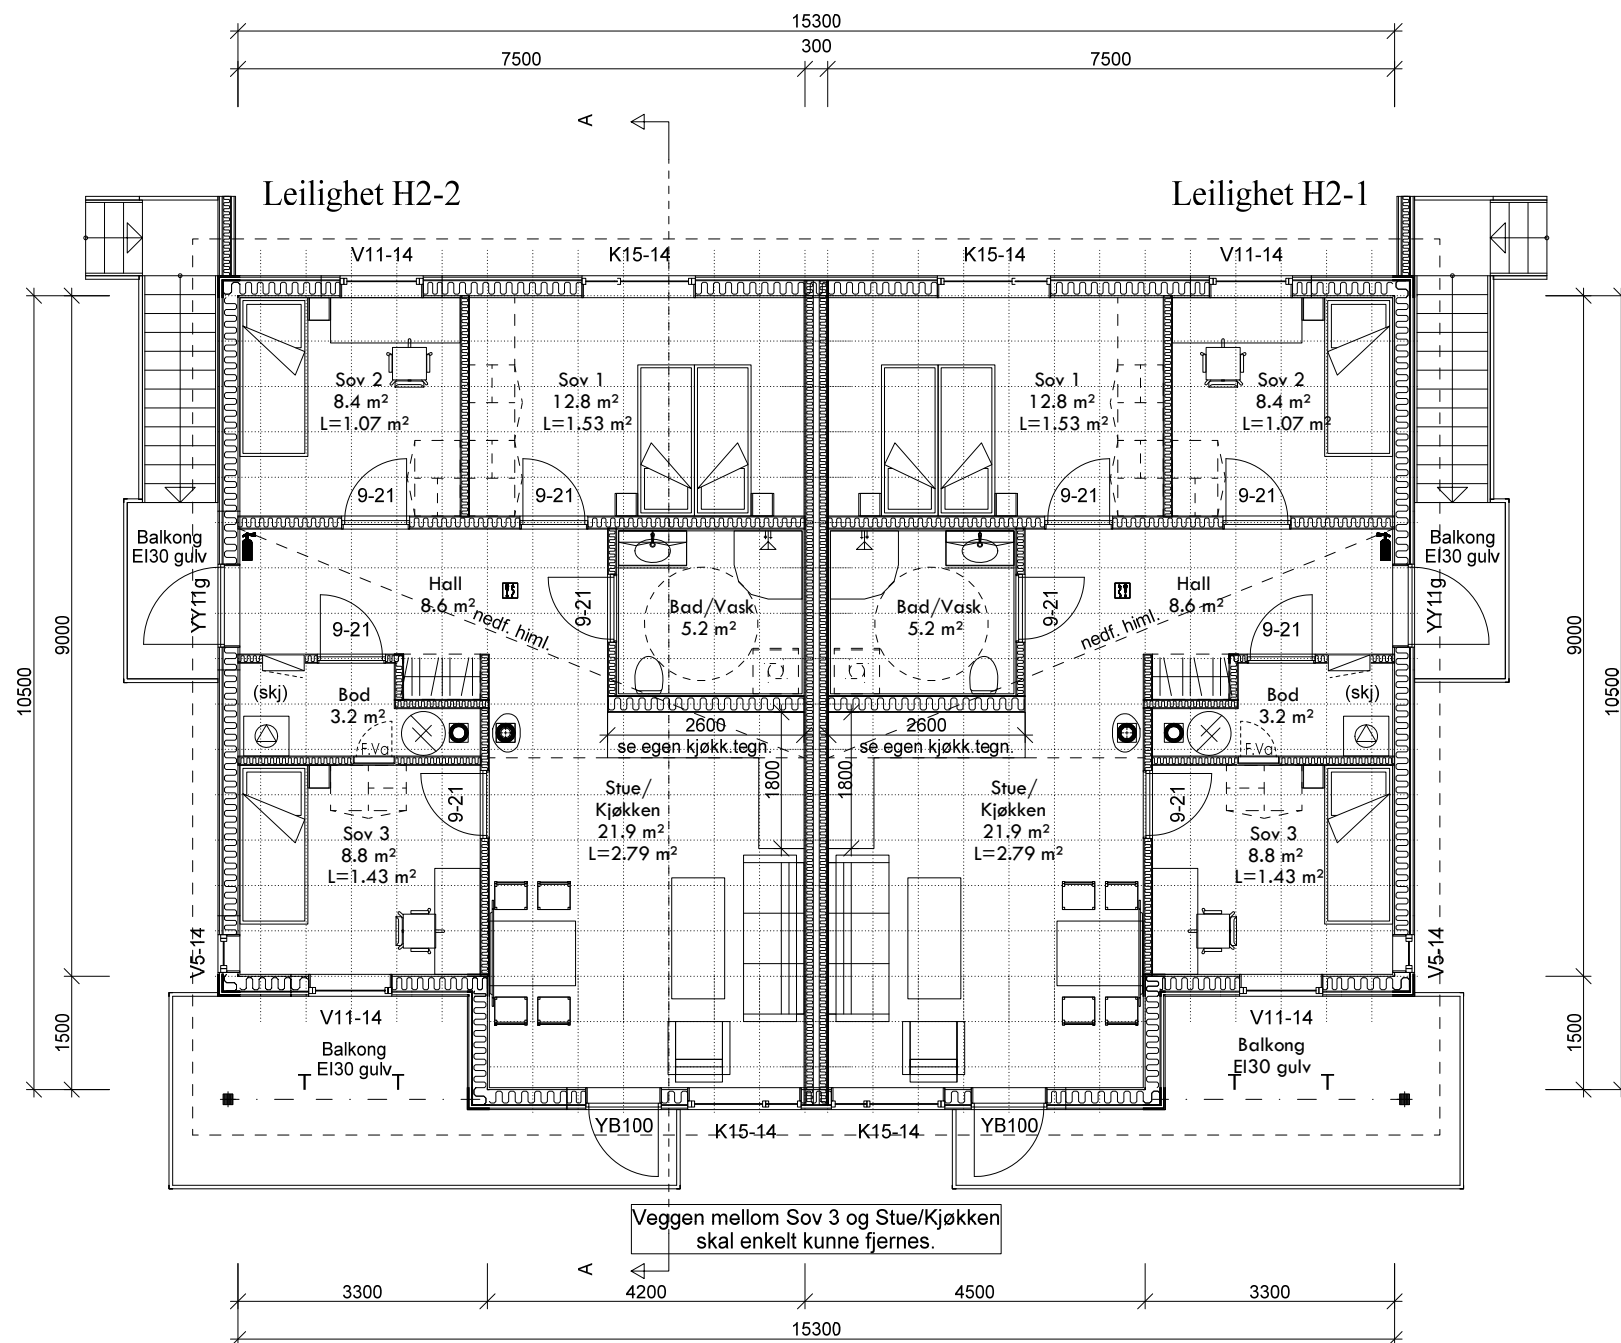 15300
300
7500 7500
A
Leilighet H2-2 Leilighet H2-1
V11-14 K15-14 K15-14 V11-14
Sov 2
8.4 m²
L=1.07 m²
Sov 1
12.8 m²
L=1.53 m²
Sov 1
12.8 m²
L=1.53 m²
Sov 2
8.4 m²
L=1.07 m²
9-21 9-21 9-21 9-21
Balkong
EI30 gulv
Balkong
EI30 gulv
YY11g
YY11g
Hall
8.6 m²
nedf. himl.
9-21
9-21
Bad/Vask
5.2 m²
Bad/Vask
5.2 m²
9-21
Hall
8.6 m²
nedf. himl.
9-21
10500
9000
9000
10500
(skj)
Bod
3.2 m²
F.Va
Bod
3.2 m²
(skj)
F.Va
2600
se egen kjøkk.tegn.
2600
se egen kjøkk.tegn.
1800
1800
9-21
9-21
Stue/
Kjøkken
21.9 m²
L=2.79 m²
Stue/
Kjøkken
21.9 m²
L=2.79 m²
Sov 3
8.8 m²
L=1.43 m²
Sov 3
8.8 m²
L=1.43 m²
V5-14
V5-14
1500
1500
V11-14
Balkong
EI30 gulv
T T
V11-14
Balkong
EI30 gulv
T T
YB100 K15-14 K15-14 YB100
Veggen mellom Sov 3 og Stue/Kjøkken
skal enkelt kunne fjernes.
A
3300 4200 4500 3300
15300